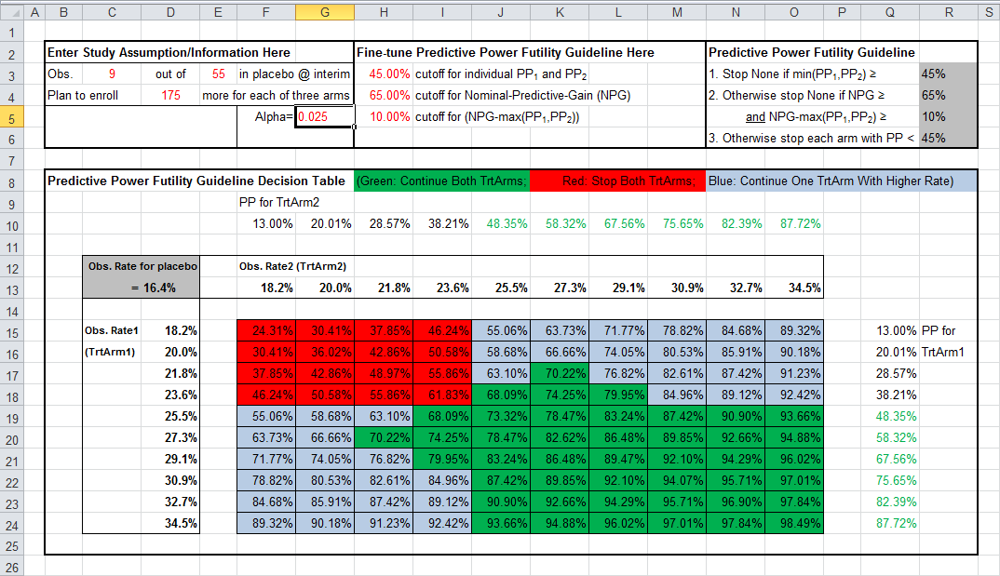 A B C D E F G H I J K L M N O P Q R S
1
2 Enter Study Assumption/Information Here Fine-tune Predictive Power Futility Guideline Here Predictive Power Futility Guideline
3 Obs. 9 out of 55 in placebo @ interim 45.00% cutoff for individual PP1 and PP2 1. Stop None if min(PP1,PP2) ≥ 45%
4 Plan to enroll 175 more for each of three arms 65.00% cutoff for Nominal-Predictive-Gain (NPG) 2. Otherwise stop None if NPG ≥ 65%
5 Alpha= 0.025 10.00% cutoff for (NPG-max(PP1,PP2)) and NPG-max(PP1,PP2) ≥ 10%
6 3. Otherwise stop each arm with PP < 45%
7
8 Predictive Power Futility Guideline Decision Table (Green: Continue Both TrtArms; Red: Stop Both TrtArms; Blue: Continue One TrtArm With Higher Rate)
9 PP for TrtArm2
10 13.00% 20.01% 28.57% 38.21% 48.35% 58.32% 67.56% 75.65% 82.39% 87.72%
11
12 Obs. Rate for placebo Obs. Rate2 (TrtArm2)
13 = 16.4% 18.2% 20.0% 21.8% 23.6% 25.5% 27.3% 29.1% 30.9% 32.7% 34.5%
14
15 Obs. Rate1 18.2% 24.31% 30.41% 37.85% 46.24% 55.06% 63.73% 71.77% 78.82% 84.68% 89.32% 13.00% PP for
16 (TrtArm1) 20.0% 30.41% 36.02% 42.86% 50.58% 58.68% 66.66% 74.05% 80.53% 85.91% 90.18% 20.01% TrtArm1
17 21.8% 37.85% 42.86% 48.97% 55.86% 63.10% 70.22% 76.82% 82.61% 87.42% 91.23% 28.57%
18 23.6% 46.24% 50.58% 55.86% 61.83% 68.09% 74.25% 79.95% 84.96% 89.12% 92.42% 38.21%
19 25.5% 55.06% 58.68% 63.10% 68.09% 73.32% 78.47% 83.24% 87.42% 90.90% 93.66% 48.35%
20 27.3% 63.73% 66.66% 70.22% 74.25% 78.47% 82.62% 86.48% 89.85% 92.66% 94.88% 58.32%
21 29.1% 71.77% 74.05% 76.82% 79.95% 83.24% 86.48% 89.47% 92.10% 94.29% 96.02% 67.56%
22 30.9% 78.82% 80.53% 82.61% 84.96% 87.42% 89.85% 92.10% 94.07% 95.71% 97.01% 75.65%
23 32.7% 84.68% 85.91% 87.42% 89.12% 90.90% 92.66% 94.29% 95.71% 96.90% 97.84% 82.39%
24 34.5% 89.32% 90.18% 91.23% 92.42% 93.66% 94.88% 96.02% 97.01% 97.84% 98.49% 87.72%
25
26